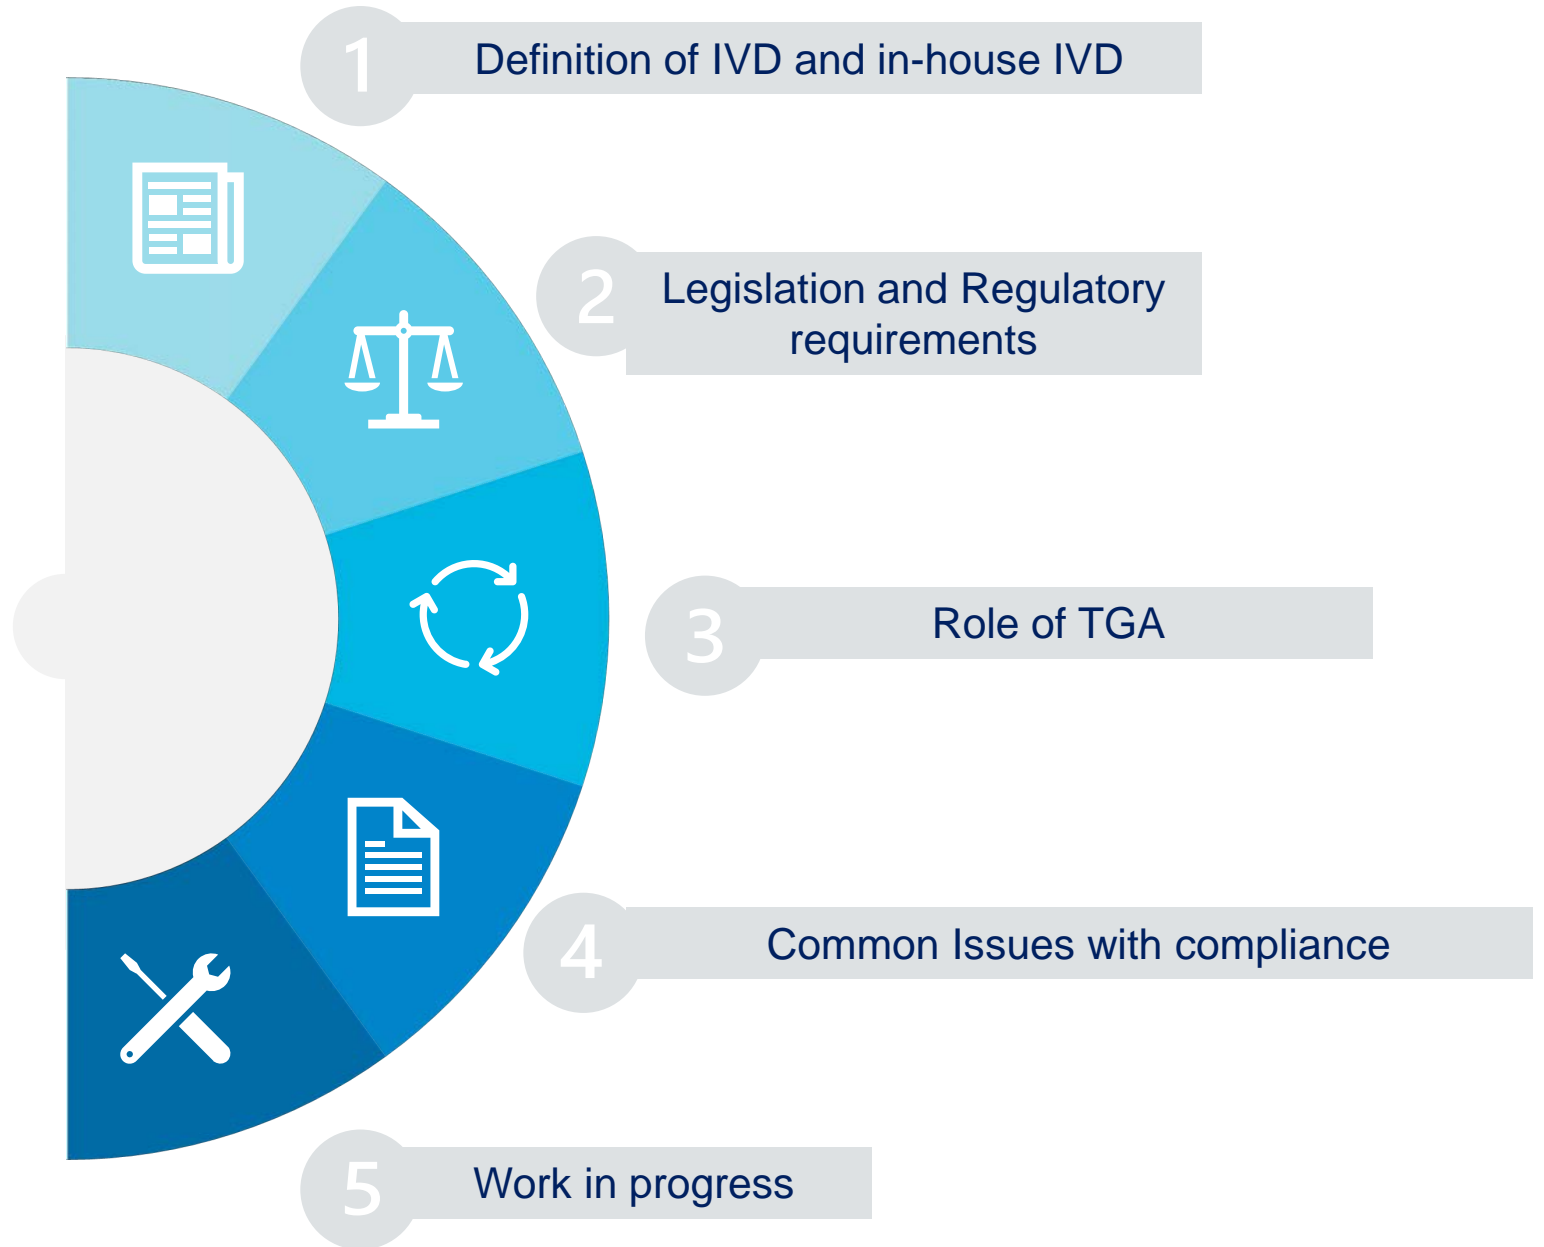 1
Definition of IVD and in-house IVD
2
Legislation and Regulatory
requirements
3
Role of TGA
4
Common Issues with compliance
5
Work in progress